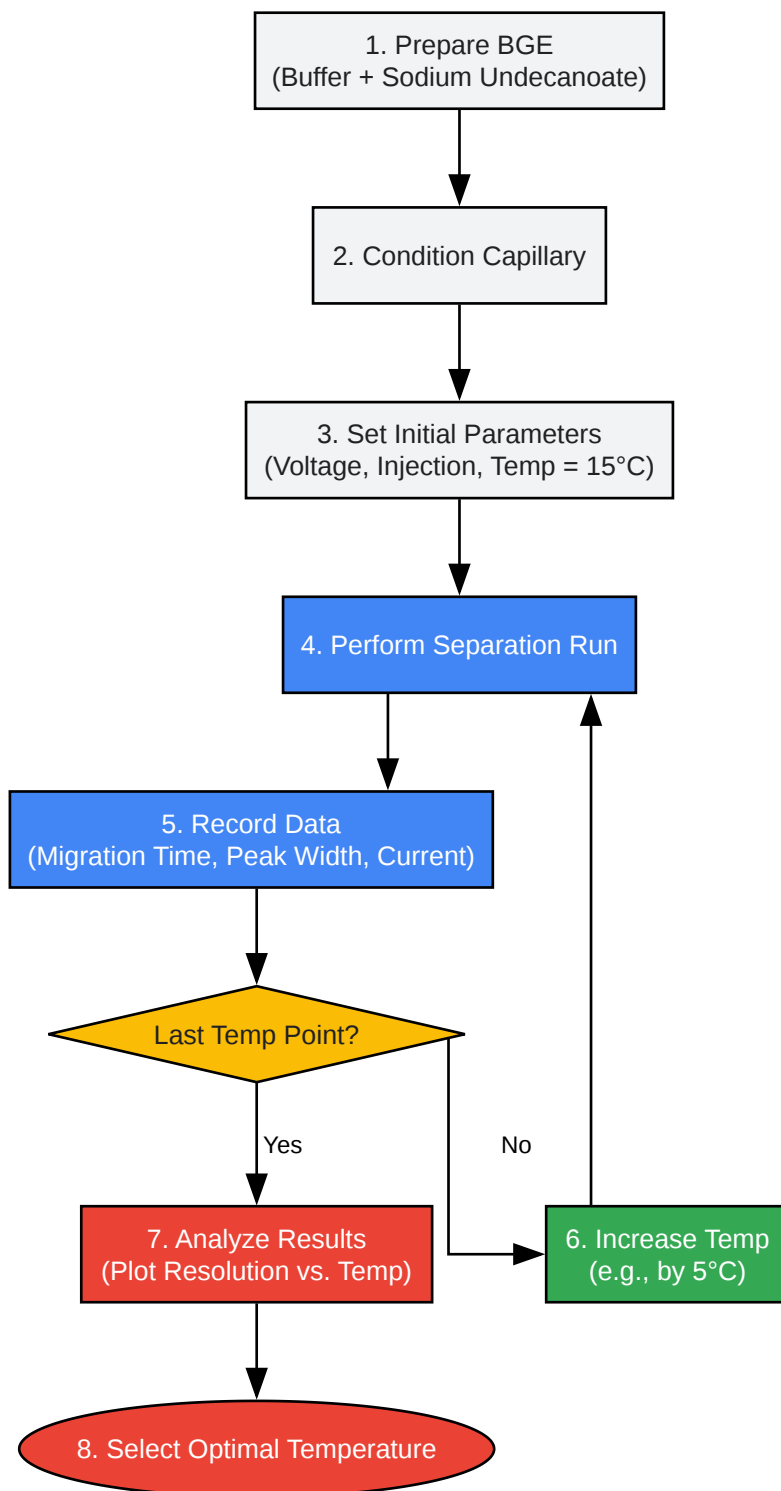 1. Prepare BGE
(Buffer + Sodium Undecanoate)
2. Condition Capillary
3. Set Initial Parameters
(Voltage, Injection, Temp = 15°C)
4. Perform Separation Run
5. Record Data
(Migration Time, Peak Width, Current)
Last Temp Point?
Yes
No
7. Analyze Results
(Plot Resolution vs. Temp)
6. Increase Temp
(e.g., by 5°C)
8. Select Optimal Temperature